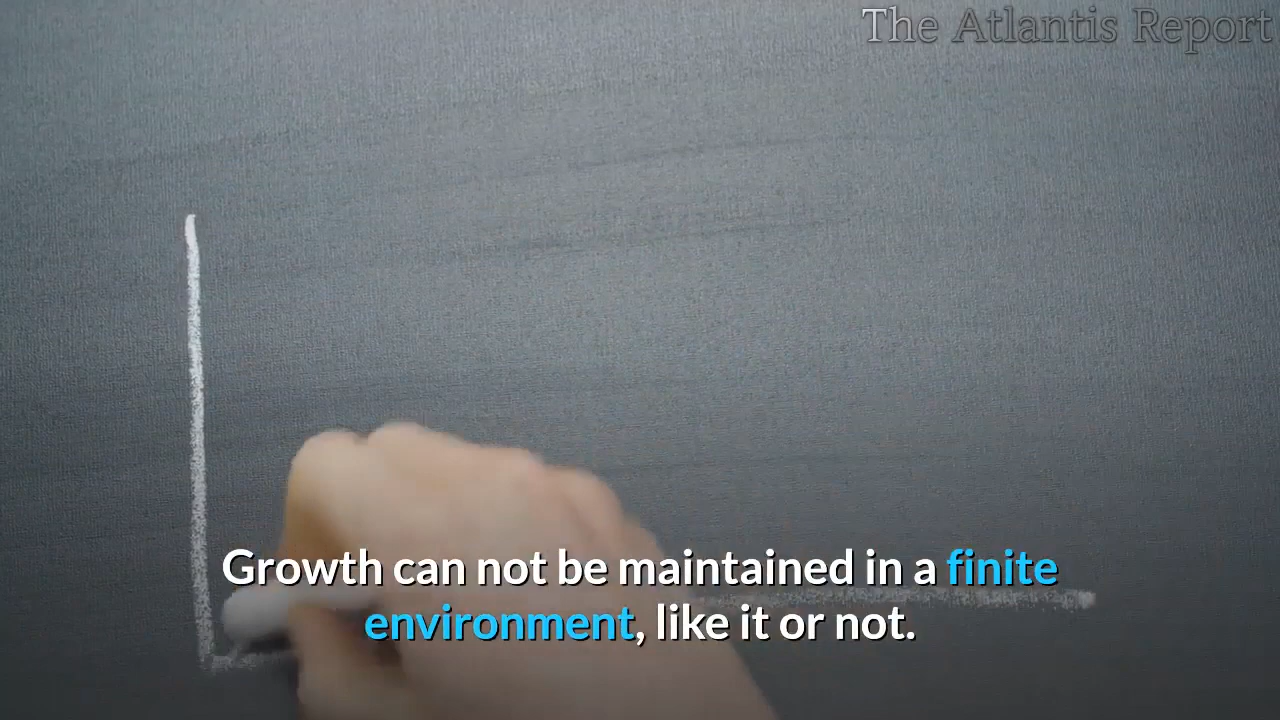 The Atlantis Report
Growth can not be maintained in a finite
environment, like it or not.